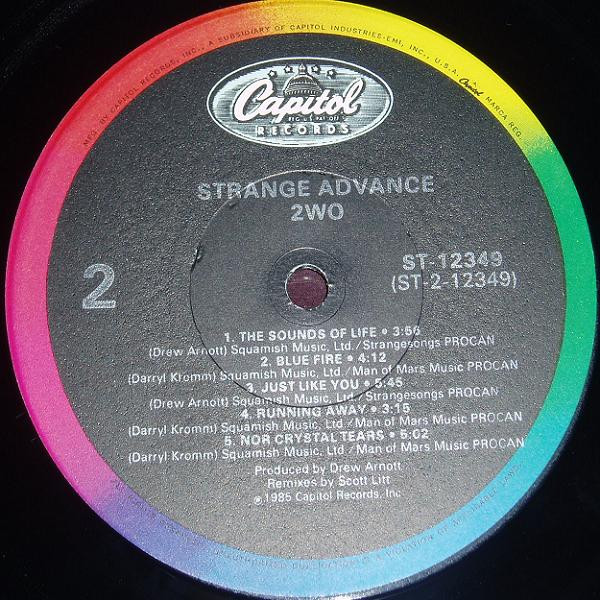 MFG. BY CAPITOL RECORDS, INC., A SUBSIDIARY OF CAPITOL INDUSTRIES-EMI, INC., U.S.A. Capitol MARCA REG.
Capitol
REG. U.S. PAT. OFF.
RECORDS
STRANGE ADVANCE
2WO
2
ST-12349
(ST-2-12349)
1. THE SOUNDS OF LIFE • 3:56
(Drew Arnott) Squamish Music, Ltd./Strangesongs PROCAN
2. BLUE FIRE • 4:12
(Darryl Kromm) Squamish Music, Ltd./Man of Mars Music PROCAN
3. JUST LIKE YOU • 5:45
(Drew Arnott) Squamish Music, Ltd./Strangesongs PROCAN
4. RUNNING AWAY • 3:15
(Darryl Kromm) Squamish Music, Ltd./Man of Mars Music PROCAN
5. NOR CRYSTAL TEARS • 5:02
(Darryl Kromm) Squamish Music, Ltd./Man of Mars Music PROCAN
Produced by Drew Arnott
Remixes by Scott Litt
℗1985 Capitol Records, Inc